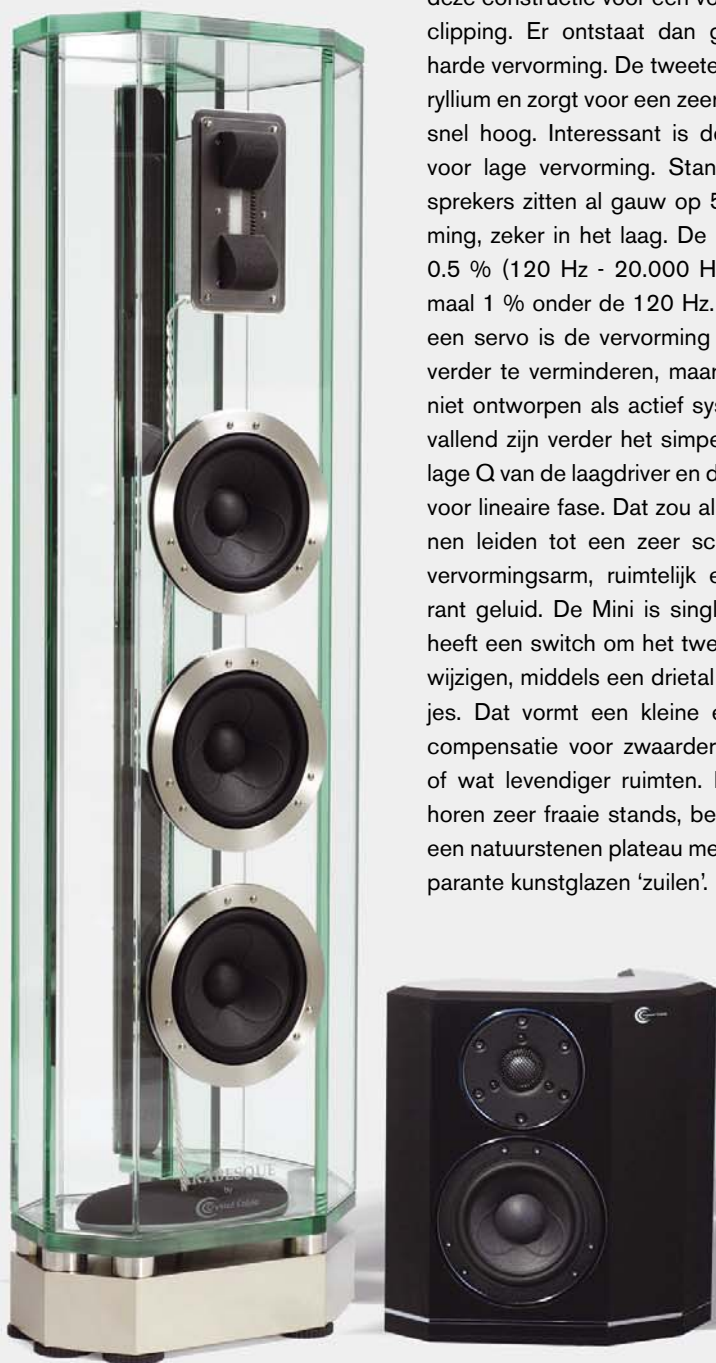 deze constructie voor een vo
clipping. Er ontstaat dan g
harde vervorming. De tweete
ryllium en zorgt voor een zeer
snel hoog. Interessant is de
voor lage vervorming. Stan
sprekers zitten al gauw op 5
ming, zeker in het laag. De
0.5 % (120 Hz - 20.000 H
maal 1 % onder de 120 Hz.
een servo is de vervorming
verder te verminderen, maar
niet ontworpen als actief sys
vallend zijn verder het simpe
lage Q van de laagdriver en d
voor lineaire fase. Dat zou al
nen leiden tot een zeer sc
vervormingsarm, ruimtelijk e
rant geluid. De Mini is singl
heeft een switch om het twe
wijzigen, middels een drietal
jes. Dat vormt een kleine e
compensatie voor zwaarder
of wat levendiger ruimten.
horen zeer fraaie stands, be
een natuurstenen plateau me
parante kunstglazen ‘zuilen’.
ARABESQUE
by
Crystal Cable